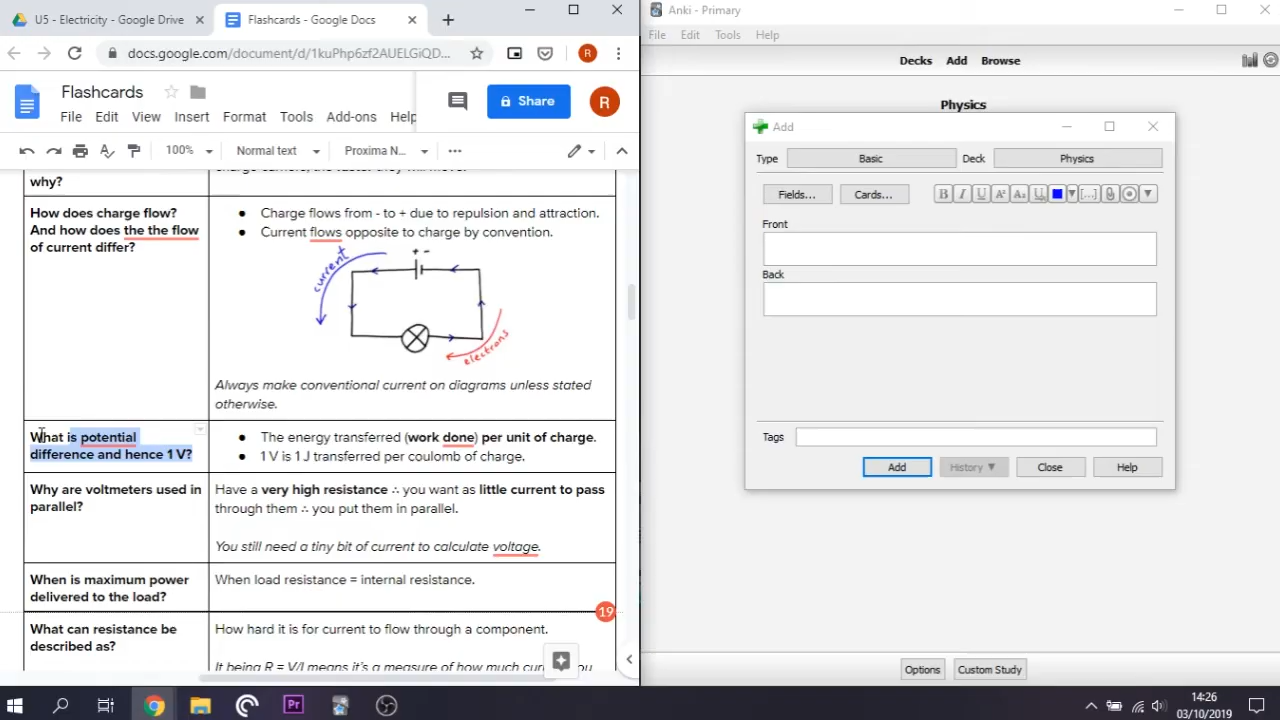 U5 - Electricity - Google Drive
Flashcards - Google Docs
docs.google.com/document/d/1kuPhp6zf2AUELGiQD...
R
Flashcards
Share
R
File Edit View Insert Format Tools Add-ons Help
100% Normal text Proxima N...
why?
How does charge flow?
And how does the the flow
of current differ?
Charge flows from - to + due to repulsion and attraction.
Current flows opposite to charge by convention.
+ -
current
electrons
Always make conventional current on diagrams unless stated
otherwise.
What is potential
difference and hence 1 V?
The energy transferred (work done) per unit of charge.
1 V is 1 J transferred per coulomb of charge.
Why are voltmeters used in
parallel?
Have a very high resistance ∴ you want as little current to pass
through them ∴ you put them in parallel.
You still need a tiny bit of current to calculate voltage.
When is maximum power
delivered to the load?
When load resistance = internal resistance.
19
What can resistance be
described as?
How hard it is for current to flow through a component.
It being R = V/I means it's a measure of how much
Anki - Primary
File Edit Tools Help
Decks Add Browse
Physics
Add
Type Basic Deck Physics
Fields... Cards...
B I U
Front
Back
Tags
Add History ▼ Close Help
Options Custom Study
Pr
14:26
03/10/2019